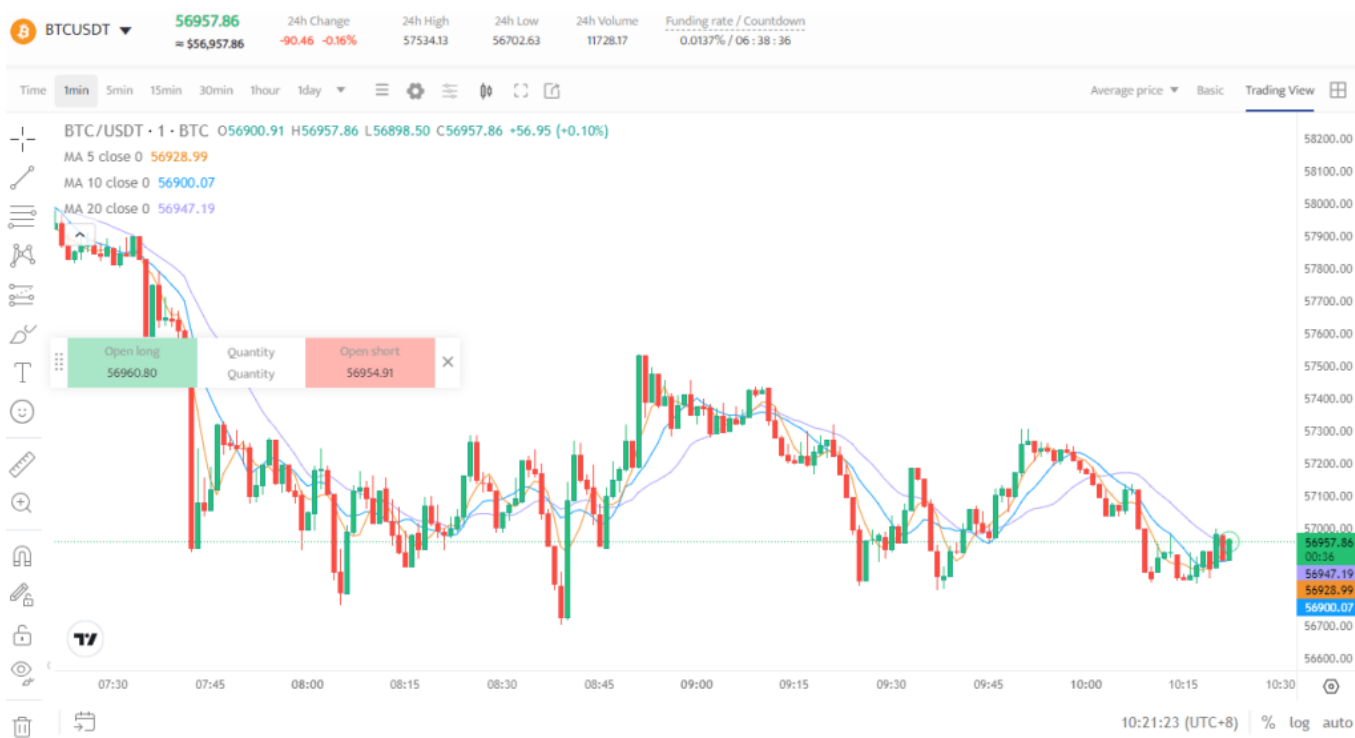 BTCUSDT
56957.86
≈ $56,957.86
24h Change
-90.46 -0.16%
24h High
57534.13
24h Low
56702.63
24h Volume
11728.17
Funding rate / Countdown
0.0137% / 06 : 38 : 36
Time 1min 5min 15min 30min 1hour 1day
Average price Basic Trading View
BTC/USDT · 1 · BTC O56900.91 H56957.86 L56898.50 C56957.86 +56.95 (+0.10%)
MA 5 close 0 56928.99
MA 10 close 0 56900.07
MA 20 close 0 56947.19
Open long Quantity Open short
56960.80 Quantity 56954.91
58200.00
58100.00
58000.00
57900.00
57800.00
57700.00
57600.00
57500.00
57400.00
57300.00
57200.00
57100.00
57000.00
56957.86
00:36
56947.19
56928.99
56900.07
56700.00
56600.00
07:30 07:45 08:00 08:15 08:30 08:45 09:00 09:15 09:30 09:45 10:00 10:15 10:30
10:21:23 (UTC+8) % log auto